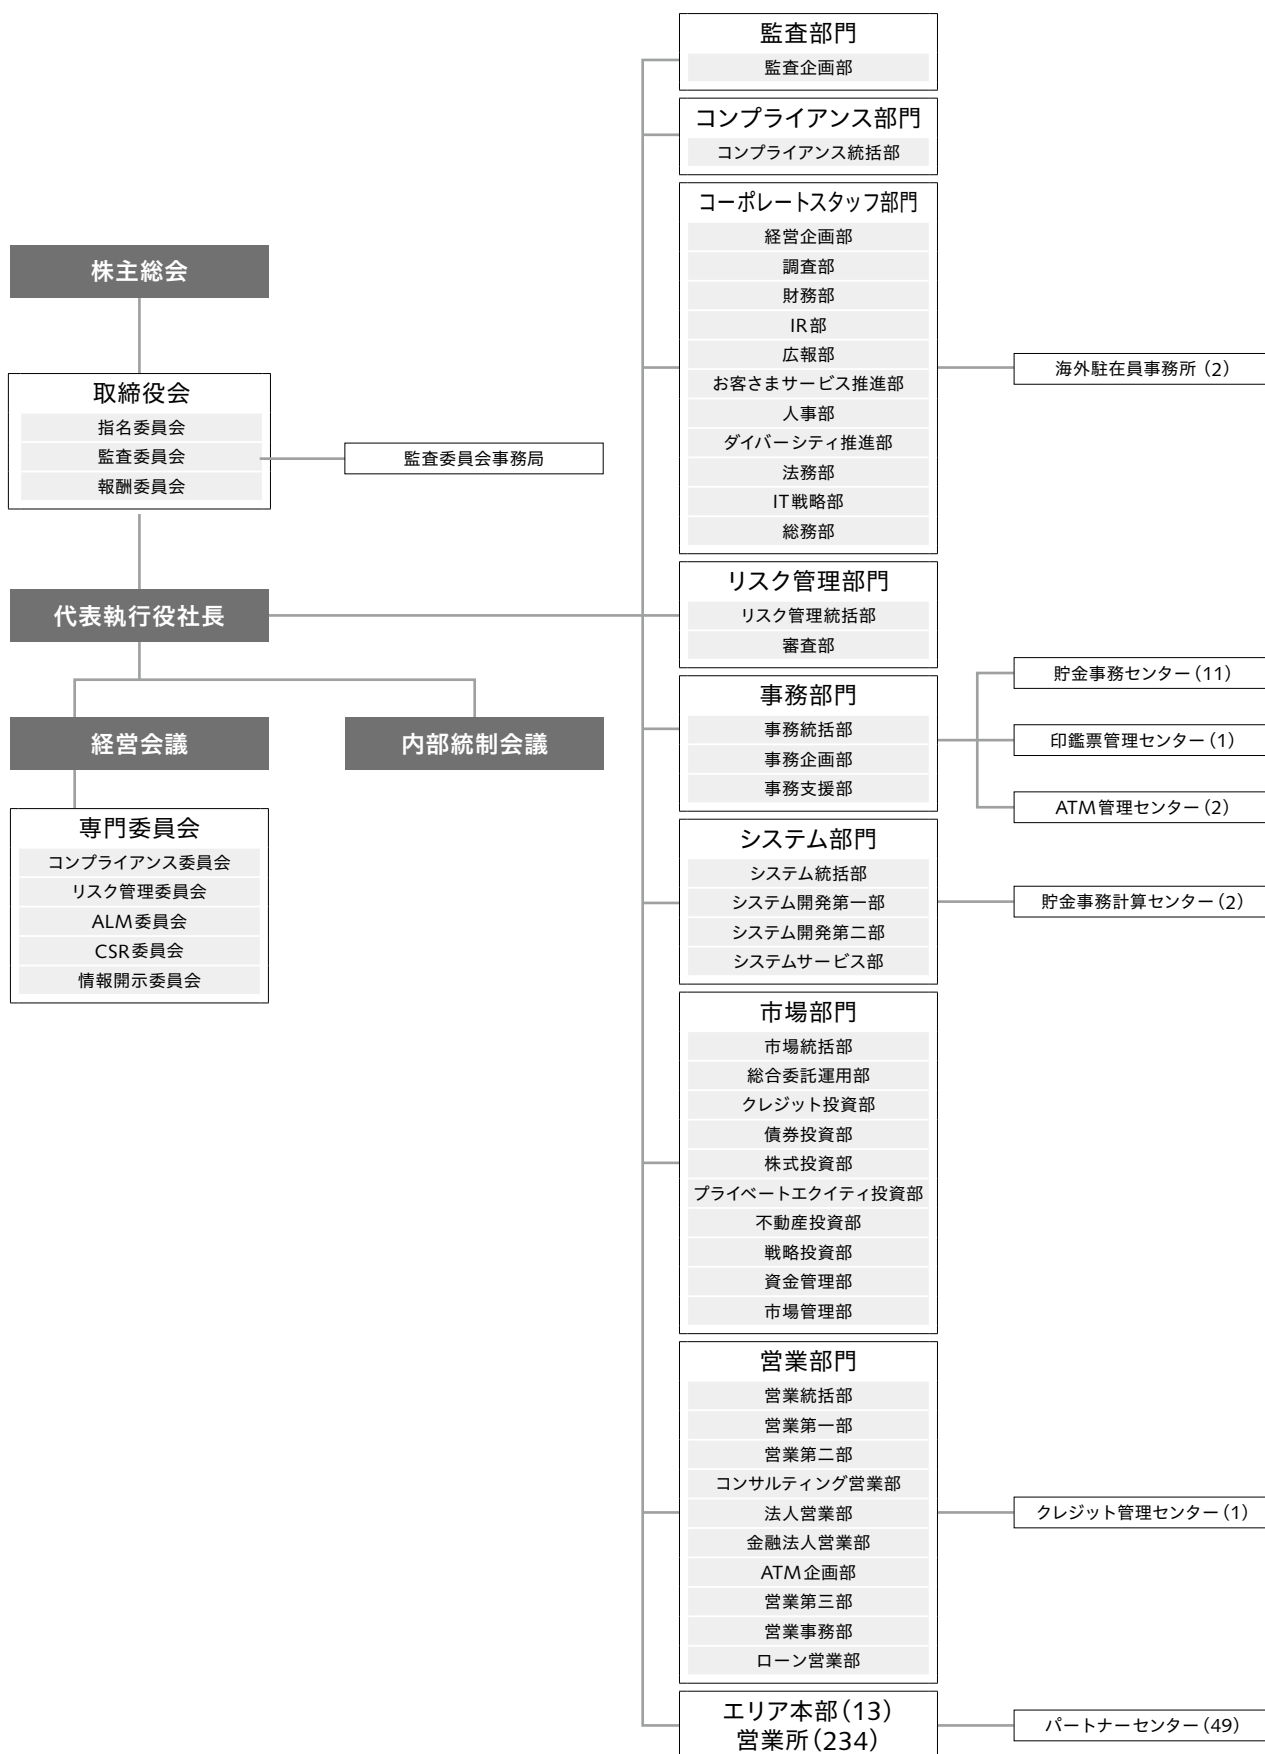 株主総会
取締役会
指名委員会
監査委員会
報酬委員会
監査委員会事務局
代表執行役社長
経営会議
内部統制会議
専門委員会
コンプライアンス委員会
リスク管理委員会
ALM委員会
CSR委員会
情報開示委員会
監査部門
監査企画部
コンプライアンス部門
コンプライアンス統括部
コーポレートスタッフ部門
経営企画部
調査部
財務部
IR部
広報部
お客さまサービス推進部
人事部
ダイバーシティ推進部
法務部
IT戦略部
総務部
海外駐在員事務所(2)
リスク管理部門
リスク管理統括部
審査部
事務部門
事務統括部
事務企画部
事務支援部
貯金事務センター(11)
印鑑票管理センター(1)
ATM管理センター(2)
システム部門
システム統括部
システム開発第一部
システム開発第二部
システムサービス部
貯金事務計算センター(2)
市場部門
市場統括部
総合委託運用部
クレジット投資部
債券投資部
株式投資部
プライベートエクイティ投資部
不動産投資部
戦略投資部
資金管理部
市場管理部
営業部門
営業統括部
営業第一部
営業第二部
コンサルティング営業部
法人営業部
金融法人営業部
ATM企画部
営業第三部
営業事務部
ローン営業部
クレジット管理センター(1)
エリア本部(13)
営業所(234)
パートナーセンター(49)